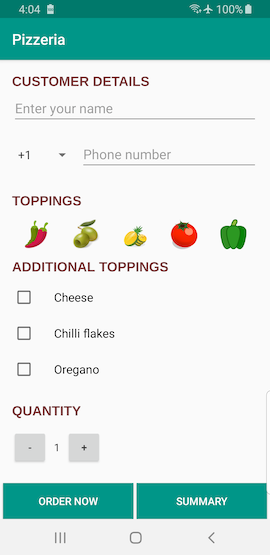 4:04 100%
Pizzeria
CUSTOMER DETAILS
Enter your name
+1 Phone number
TOPPINGS
ADDITIONAL TOPPINGS
Cheese
Chilli flakes
Oregano
QUANTITY
- 1 +
ORDER NOW SUMMARY